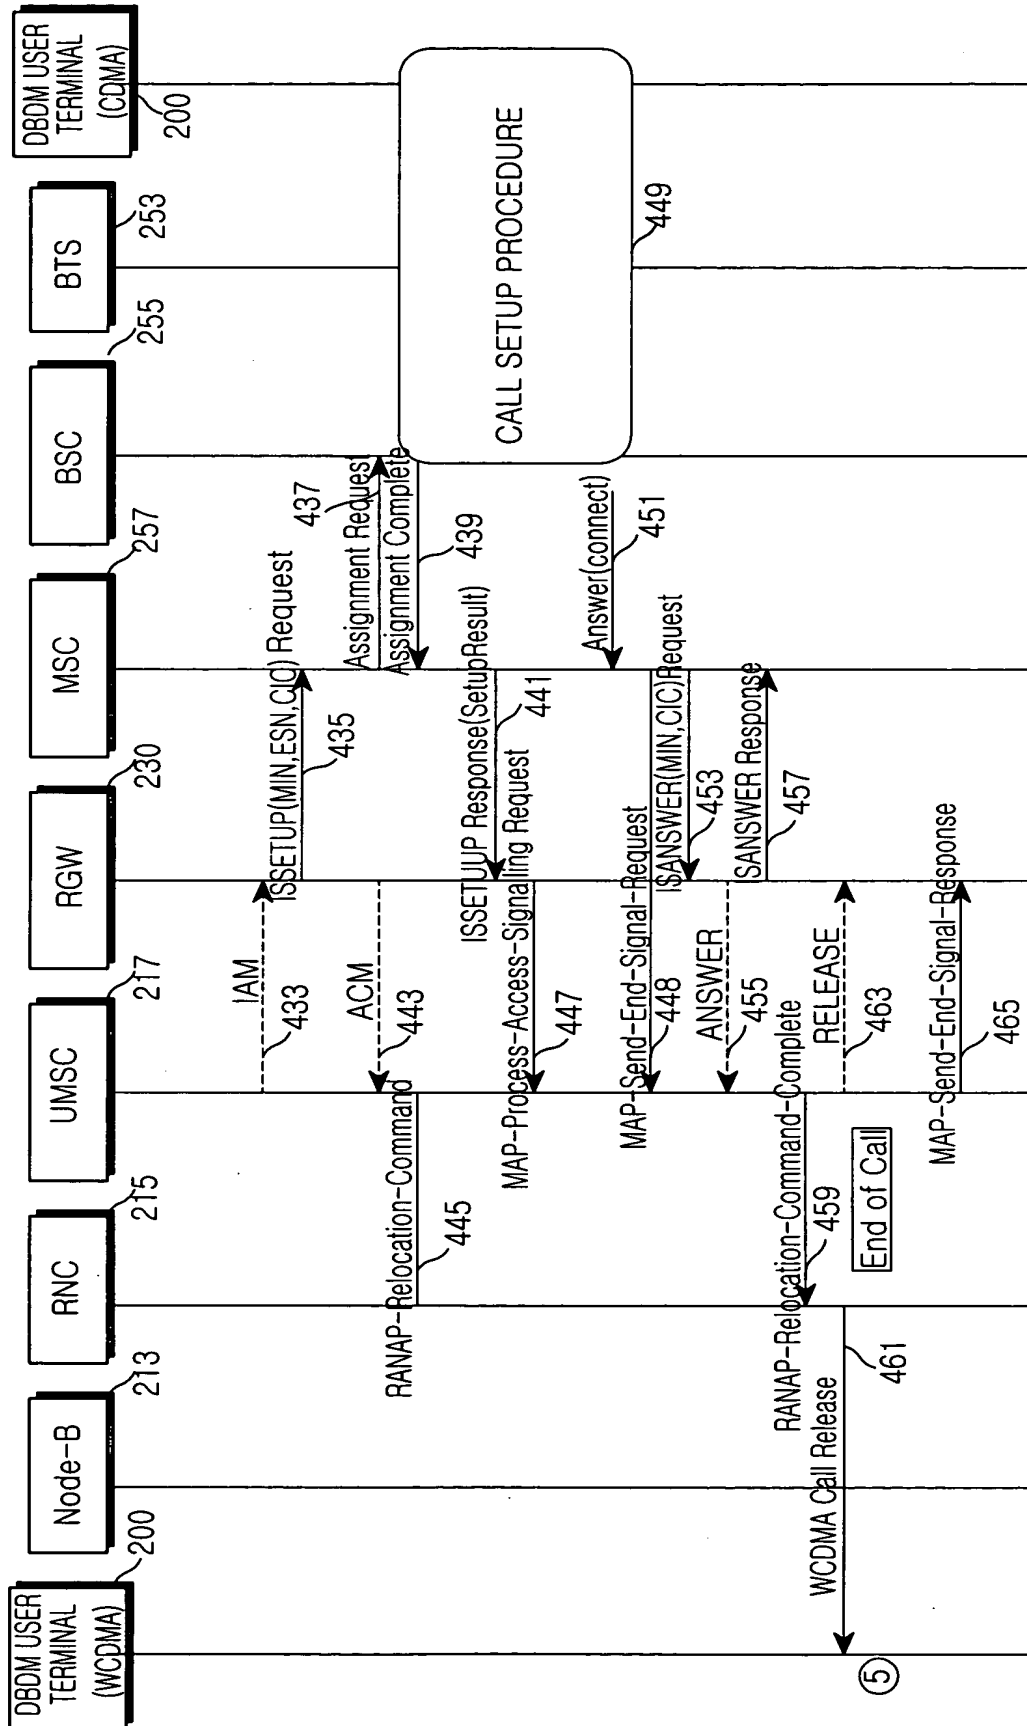 DBDM USER
TERMINAL
(WCDMA)
200
Node-B
213
RNC
215
UMSC
217
RGW
230
MSC
257
BSC
255
BTS
253
DBDM USER
TERMINAL
(CDMA)
200
IAM
433
ISSETUP(MIN,ESN,CIC) Request
435
Assignment Request
437
ACM
443
Assignment Complete
439
RANAP-Relocation-Command
445
ISSETUUP Response(SetupResult)
441
CALL SETUP PROCEDURE
449
MAP-Process-Access-Signaling Request
447
Answer(connect)
451
MAP-Send-End-Signal-Request
448
ISANSWER(MIN,CIC)Request
453
ANSWER
455
ISANSWER Response
457
RANAP-Relocation-Command-Complete
459
WCDMA Call Release
461
RELEASE
463
5
End of Call
MAP-Send-End-Signal-Response
465